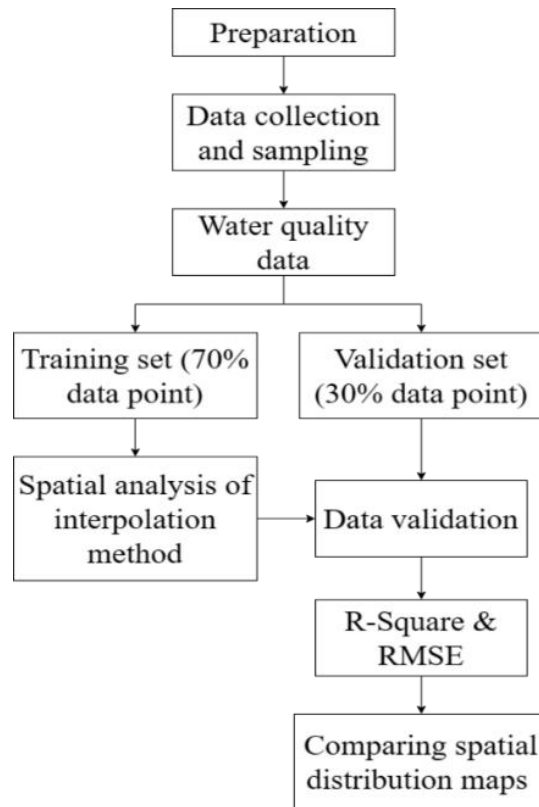 Preparation
Data collection
and sampling
Water quality
data
Training set (70%
data point)
Validation set
(30% data point)
Spatial analysis of
interpolation
method
Data validation
R-Square &
RMSE
Comparing spatial
distribution maps